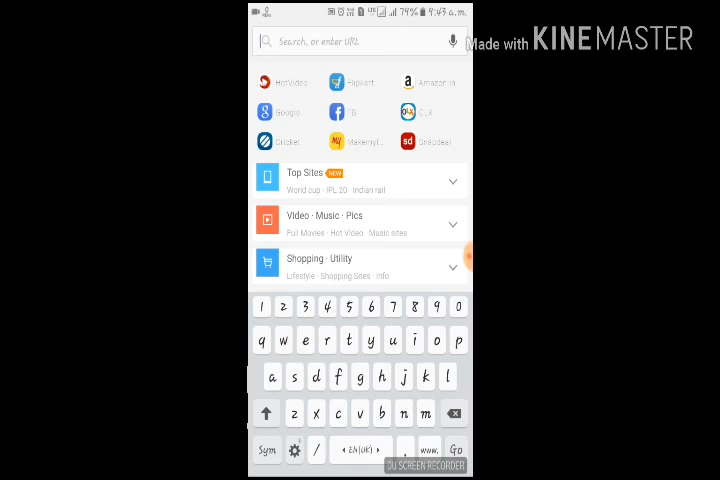 79% 9:43 a.m.
Search, or enter URL
Made with KINEMASTER
HotVideo Flipkart Amazon.in
Google FB OLX
Cricket Makemyt... Snapdeal
Top Sites NEW
World cup · IPL 20 · Indian rail
Video · Music · Pics
Full Movies · Hot Video · Music sites
Shopping · Utility
Lifestyle · Shopping Sites · Info
1 2 3 4 5 6 7 8 9 0
q w e r t y u i o p
a s d f g h j k l
z x c v b n m
Sym / EN(UK) . www. Go
DU SCREEN RECORDER